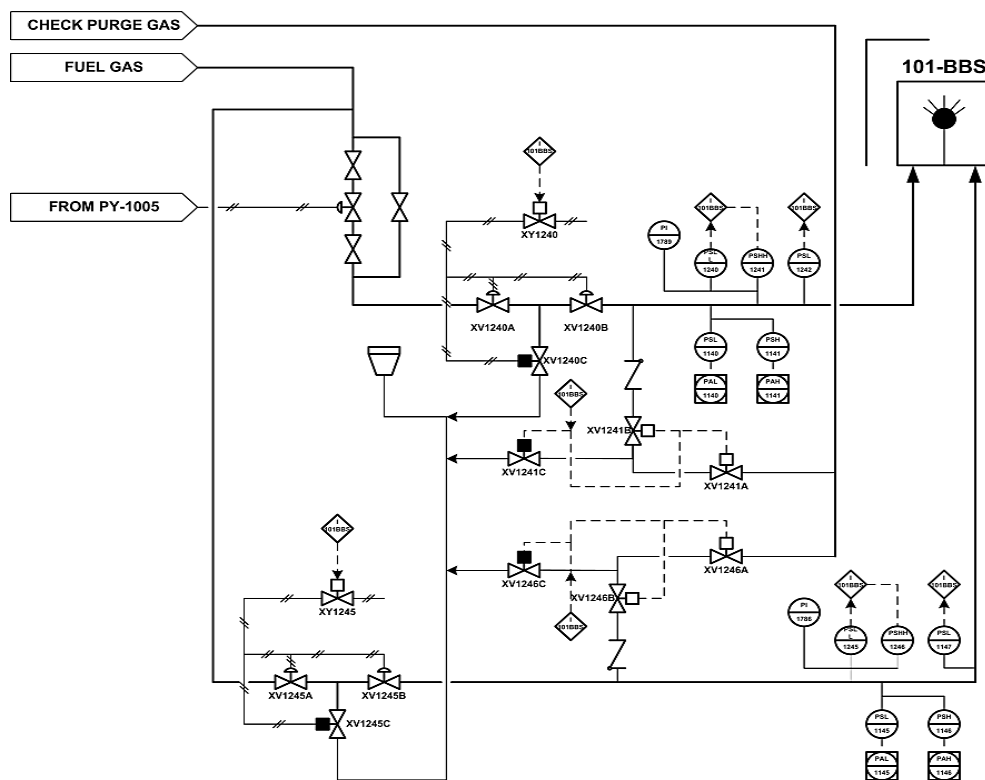 CHECK PURGE GAS
FUEL GAS
101-BBS
I
101BBS
FROM PY-1005
XY1240
I
101BBS
I
101BBS
PI
1789
PSL
L
1240
PSHH
1241
PSL
1242
XV1240A
XV1240B
XV1240C
PSL
1140
PSH
1141
PAL
1140
PAH
1141
I
101BBS
XV1241B
XV1241C
XV1241A
I
101BBS
XY1245
XV1246C
XV1246A
XV1246B
I
101BBS
I
101BBS
I
101BBS
PI
1786
PSL
L
1245
PSHH
1246
PSL
1147
XV1245A
XV1245B
XV1245C
PSL
1145
PSH
1146
PAL
1145
PAH
1146